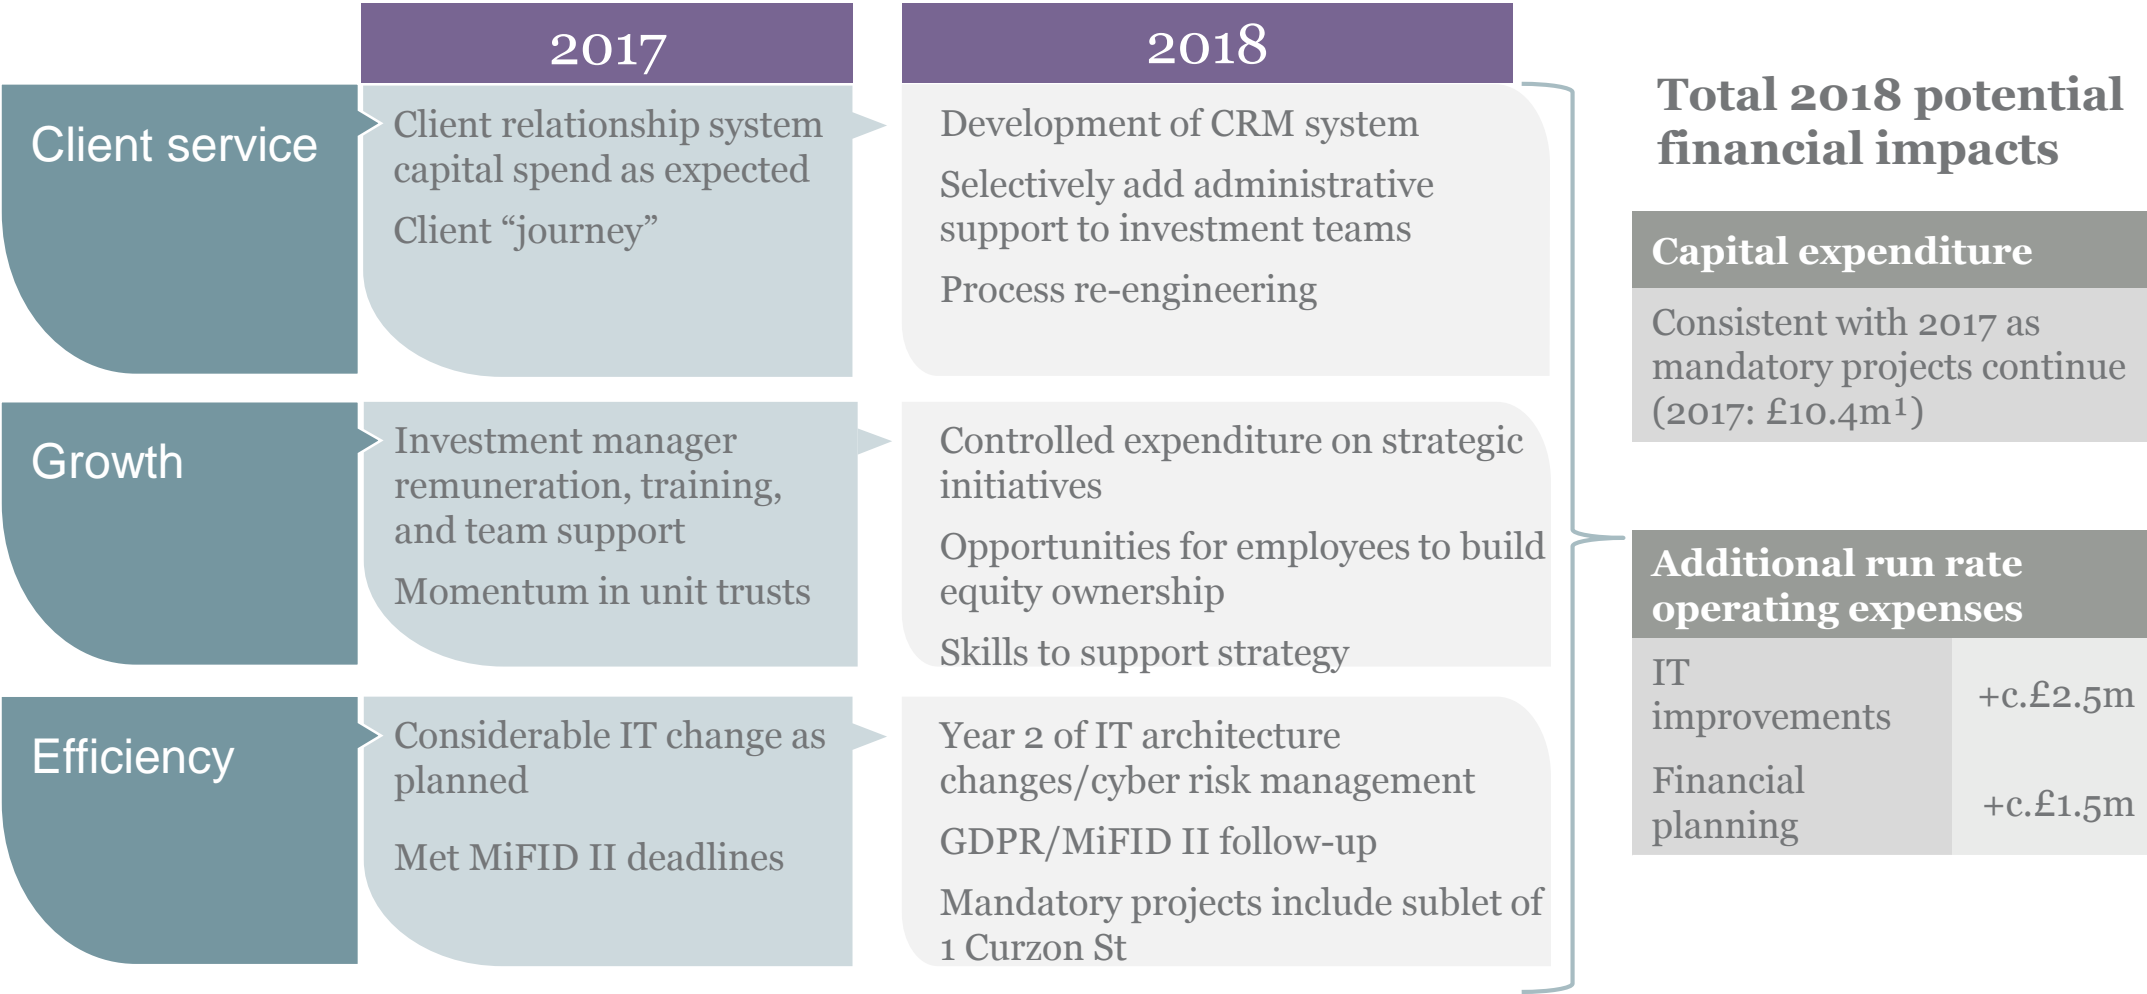 2017
2018
Client service
Client relationship system
capital spend as expected
Client “journey”
Development of CRM system
Selectively add administrative
support to investment teams
Process re-engineering
Growth
Investment manager
remuneration, training,
and team support
Momentum in unit trusts
Controlled expenditure on strategic
initiatives
Opportunities for employees to build
equity ownership
Skills to support strategy
Efficiency
Considerable IT change as
planned
Met MiFID II deadlines
Year 2 of IT architecture
changes/cyber risk management
GDPR/MiFID II follow-up
Mandatory projects include sublet of
1 Curzon St
Total 2018 potential
financial impacts
Capital expenditure
Consistent with 2017 as
mandatory projects continue
(2017: £10.4m¹)
Additional run rate
operating expenses
IT
improvements
+c.£2.5m
Financial
planning
+c.£1.5m